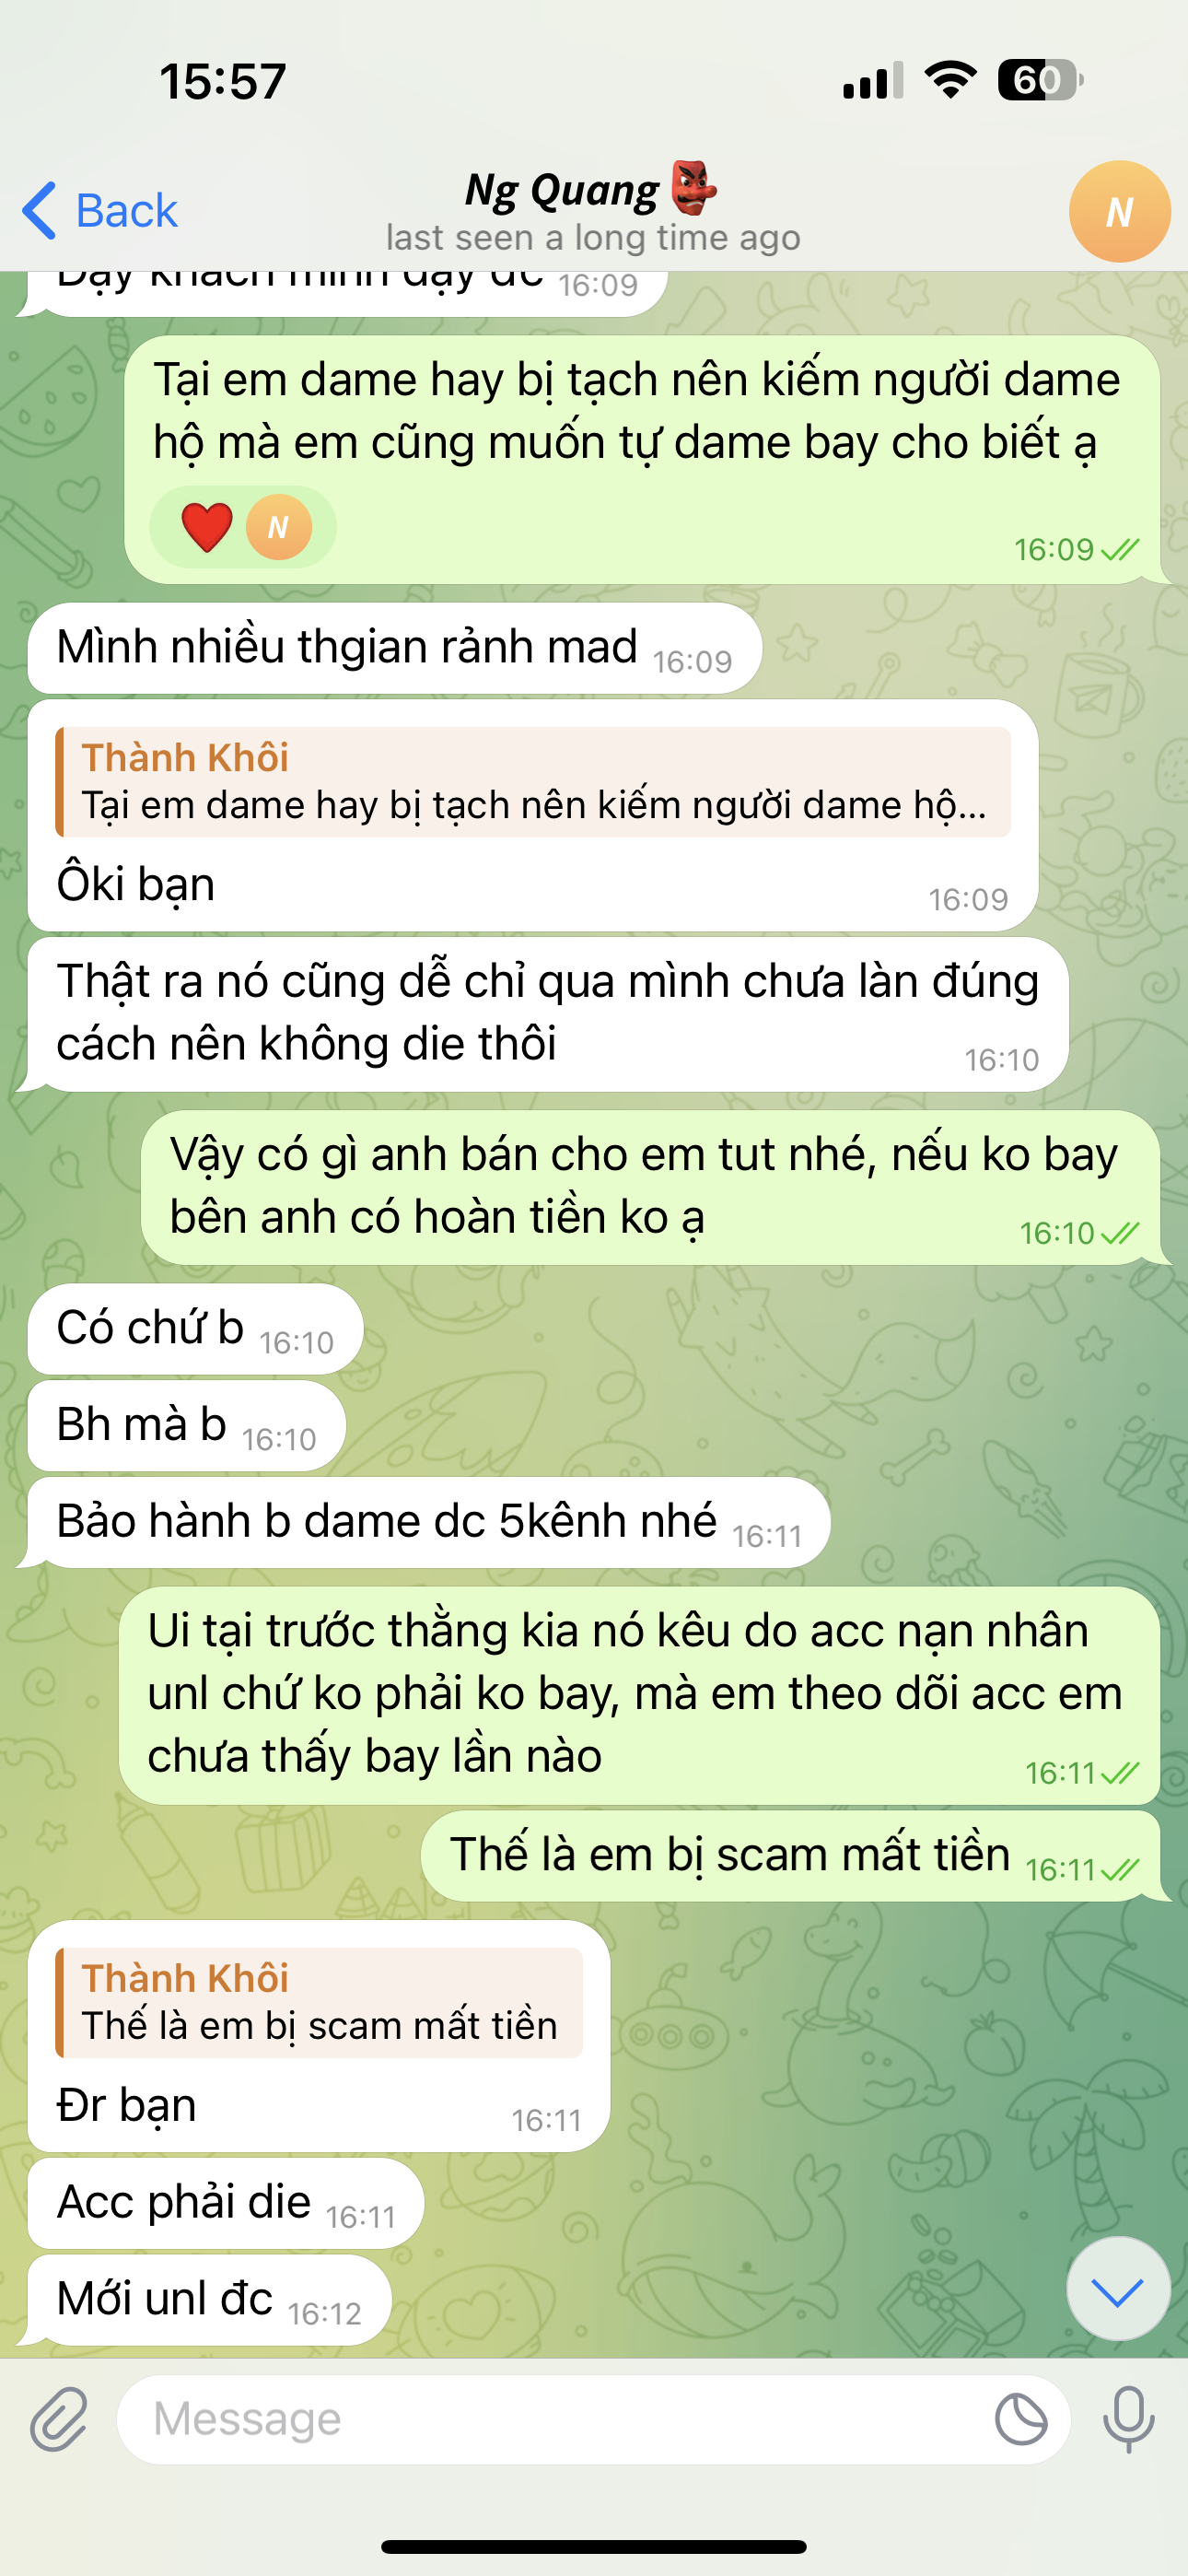 15:57
60
Back
Ng Quang👺
last seen a long time ago
N
Dạy khách mình dạy đc 16:09
Tại em dame hay bị tạch nên kiếm người dame
hộ mà em cũng muốn tự dame bay cho biết ạ
❤️ N
16:09
Mình nhiều thgian rảnh mad 16:09
Thành Khôi
Tại em dame hay bị tạch nên kiếm người dame hộ...
Ôki bạn 16:09
Thật ra nó cũng dễ chỉ qua mình chưa làn đúng
cách nên không die thôi 16:10
Vậy có gì anh bán cho em tut nhé, nếu ko bay
bên anh có hoàn tiền ko ạ 16:10
Có chứ b 16:10
Bh mà b 16:10
Bảo hành b dame dc 5kênh nhé 16:11
Ui tại trước thằng kia nó kêu do acc nạn nhân
unl chứ ko phải ko bay, mà em theo dõi acc em
chưa thấy bay lần nào 16:11
Thế là em bị scam mất tiền 16:11
Thành Khôi
Thế là em bị scam mất tiền
Đr bạn 16:11
Acc phải die 16:11
Mới unl đc 16:12
Message